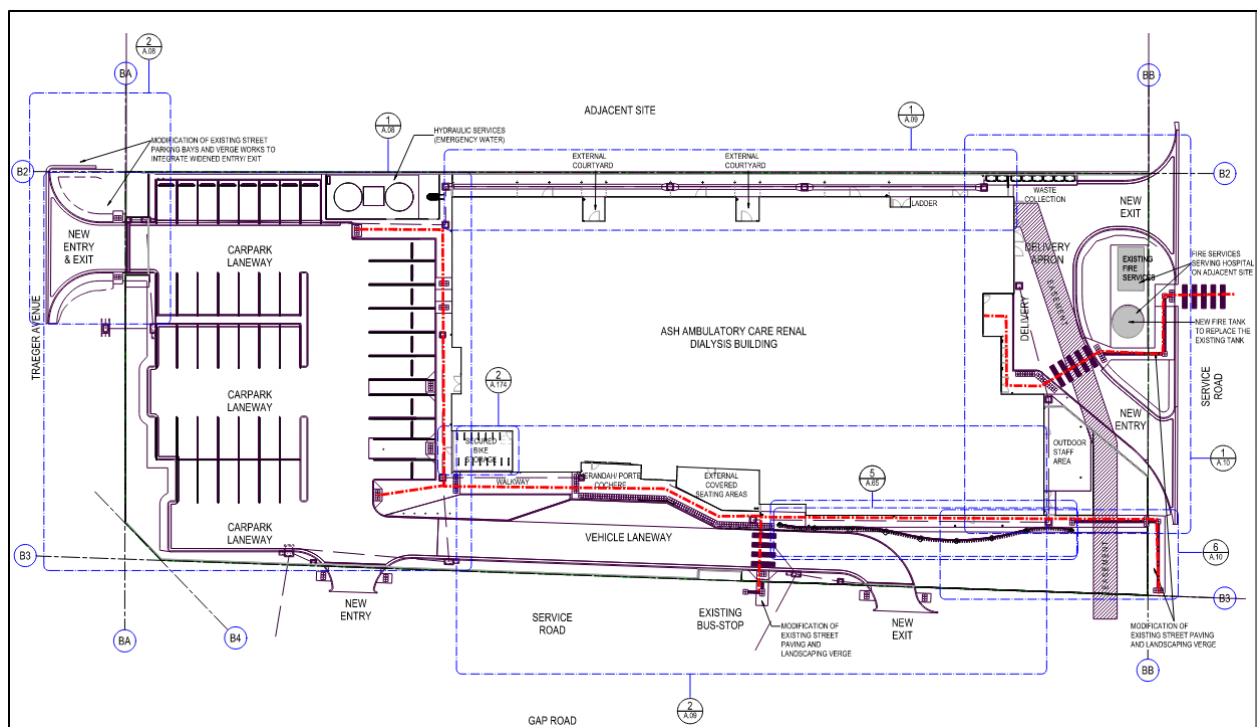 2
A.08
BA
BB
ADJACENT SITE
1
A.08
HYDRAULIC SERVICES
(EMERGENCY WATER)
1
A.09
MODIFICATION OF EXISTING STREET
PARKING BAYS AND VERGE WORKS TO
INTEGRATE WIDENED ENTRY/ EXIT
EXTERNAL
COURTYARD
EXTERNAL
COURTYARD
B2
B2
WASTE
COLLECTION
LADDER
NEW
EXIT
NEW
ENTRY
& EXIT
CARPARK
LANEWAY
DELIVERY
APRON
EXISTING
FIRE
SERVICES
FIRE SERVICES
SERVING HOSPITAL
ON ADJACENT SITE
EASEMENT
DELIVERY
TRAEGER AVENUE
ASH AMBULATORY CARE RENAL
DIALYSIS BUILDING
NEW FIRE TANK
TO REPLACE THE
EXISTING TANK
SERVICE
ROAD
2
A.174
CARPARK
LANEWAY
NEW
ENTRY
SECURED
BIKE
STORAGE
OUTDOOR
STAFF
AREA
1
A.10
WALKWAY
VERANDAH/ PORTE
COCHERE
EXTERNAL
COVERED
SEATING AREAS
5
A.65
CARPARK
LANEWAY
VEHICLE LANEWAY
6
A.10
B3
EASEMENT
B3
NEW
ENTRY
SERVICE
ROAD
EXISTING
BUS-STOP
NEW
EXIT
MODIFICATION OF
EXISTING STREET
PAVING AND
LANDSCAPING VERGE
MODIFICATION OF
EXISTING STREET PAVING
AND LANDSCAPING VERGE
BA
B4
BB
2
A.09
GAP ROAD